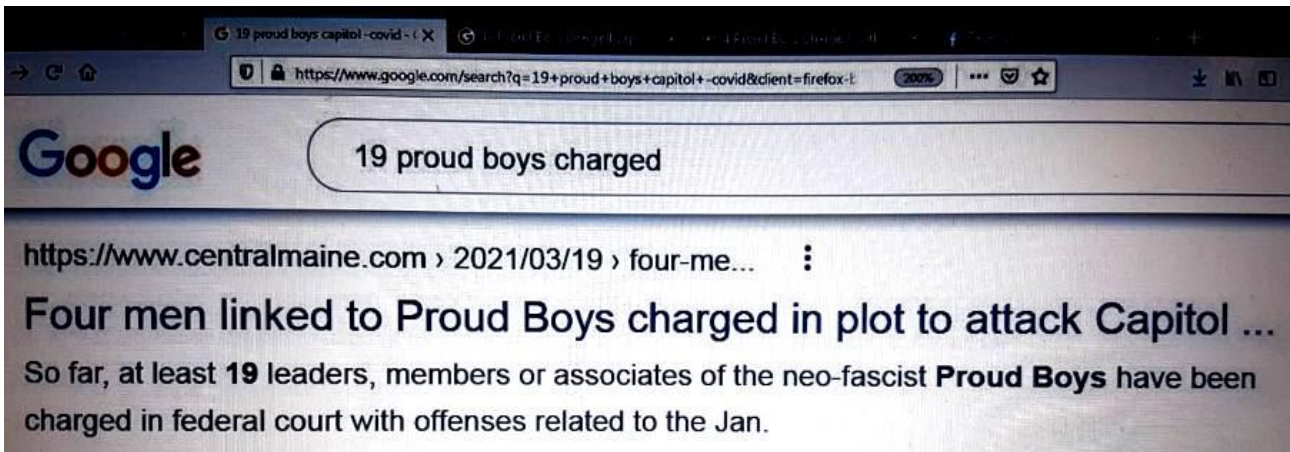 19 proud boys capitol -covid - (
https://www.google.com/search?q=19+proud+boys+capitol+-covid&client=firefox-b
200%
Google
19 proud boys charged
https://www.centralmaine.com › 2021/03/19 › four-me...
Four men linked to Proud Boys charged in plot to attack Capitol ...
So far, at least 19 leaders, members or associates of the neo-fascist Proud Boys have been
charged in federal court with offenses related to the Jan.